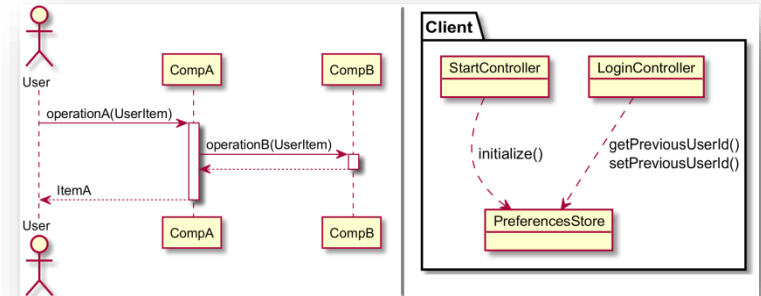 User
CompA
CompB
operationA(UserItem)
operationB(UserItem)
ItemA
User
CompA
CompB
Client
StartController
LoginController
initialize()
getPreviousUserId()
setPreviousUserId()
PreferencesStore